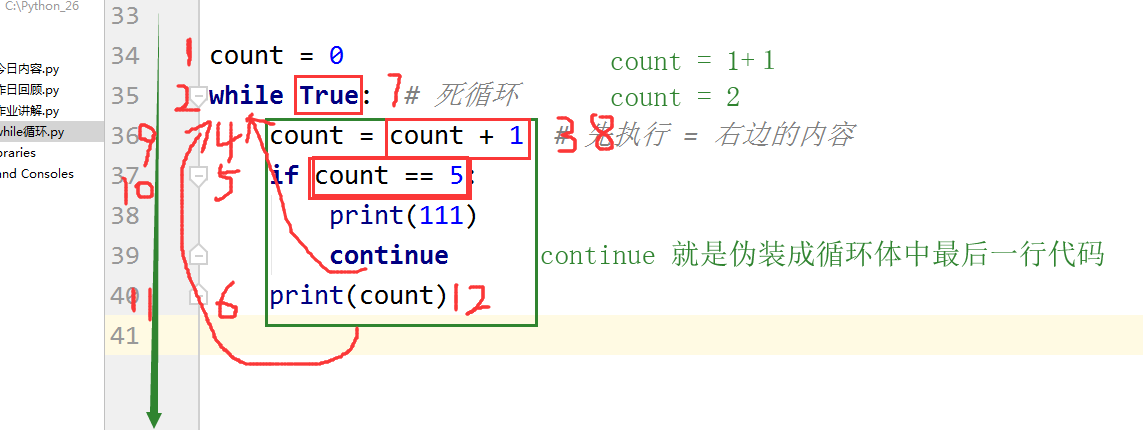 C:\Python_26
今日内容.py
昨日回顾.py
作业讲解.py
while循环.py
braries
and Consoles
33
1 34 count = 0 count = 1+1
2 35 while True: 7 # 死循环 count = 2
9 36 4 count = count + 1 3 8 # 先执行 = 右边的内容
10 37 5 if count == 5:
38 print(111)
39 continue continue 就是伪装成循环体中最后一行代码
11 40 6 print(count) 12
41